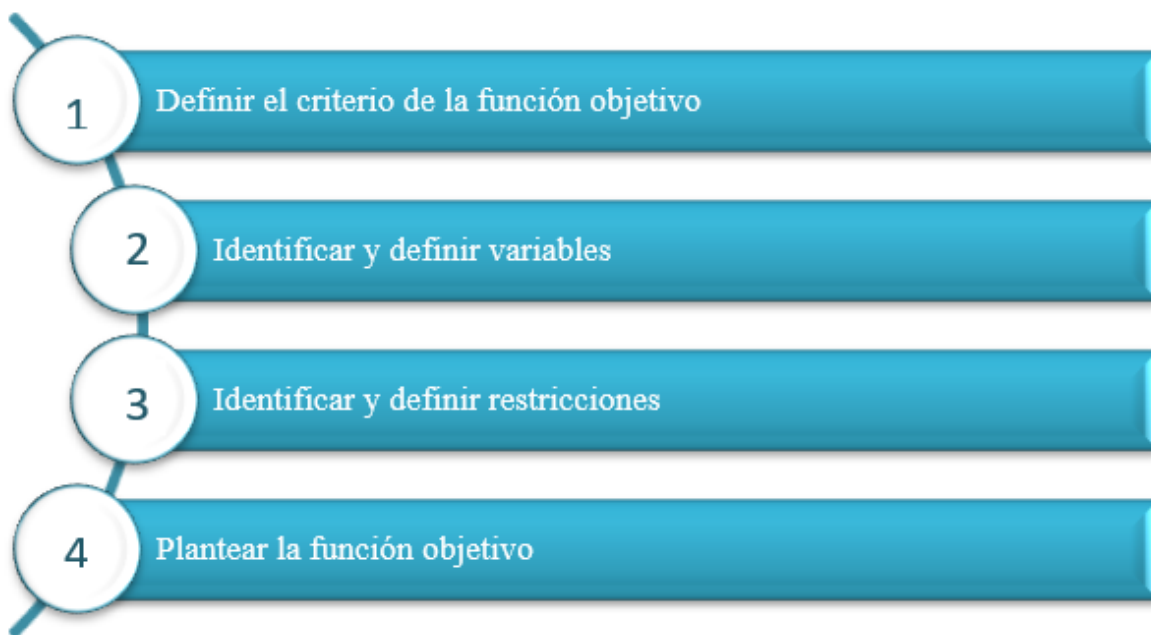 1
Definir el criterio de la función objetivo
2
Identificar y definir variables
3
Identificar y definir restricciones
4
Plantear la función objetivo